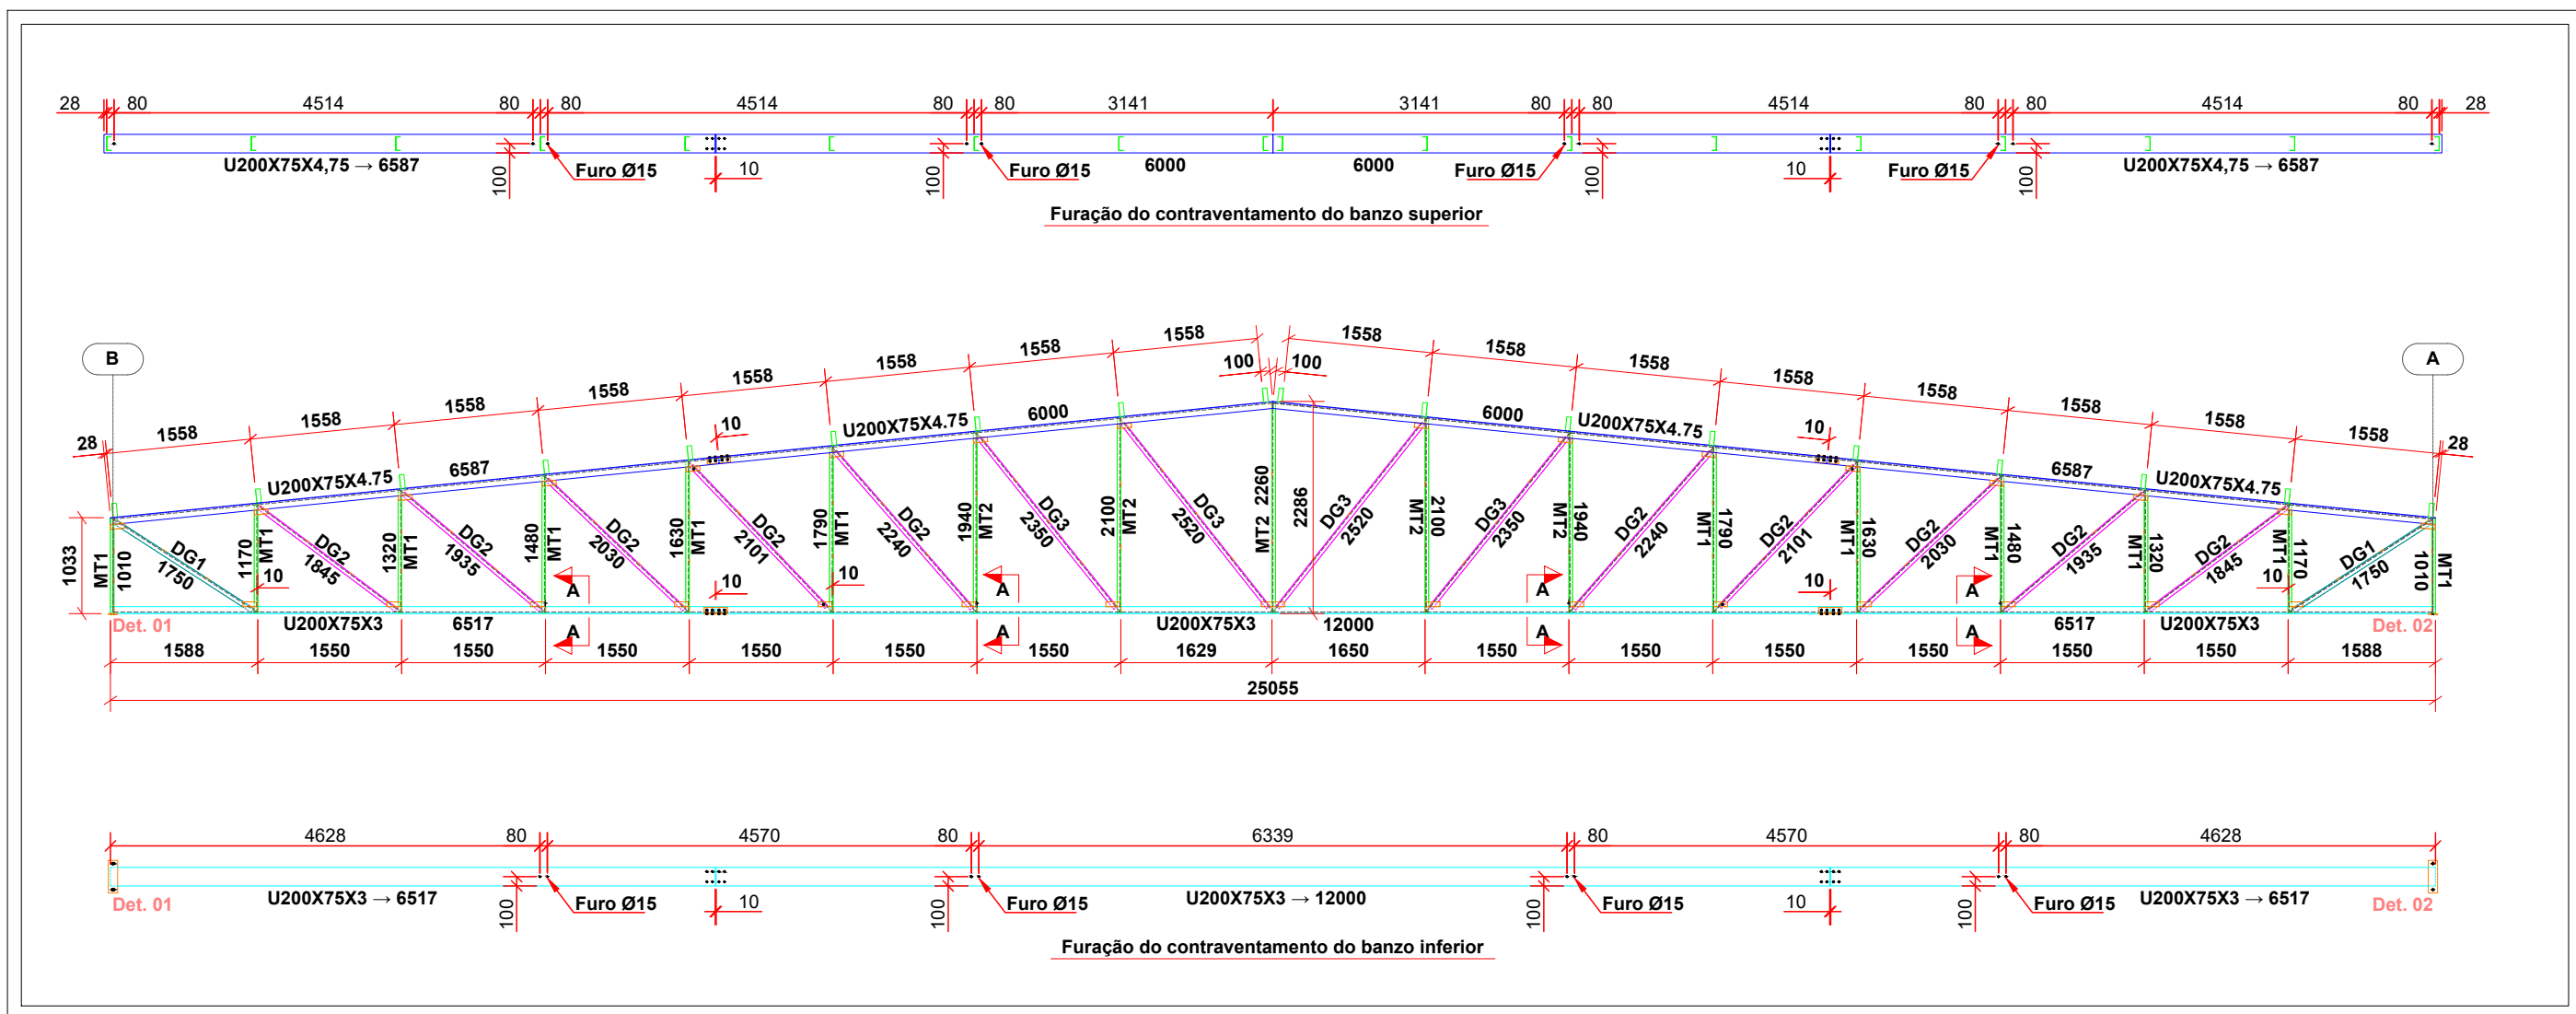 28 80 4514 80 80 4514 80 80 3141 3141 80 80 4514 80 80 4514 80 28
U200X75X4,75 → 6587 100 Furo Ø15 10 100 Furo Ø15 6000 6000 Furo Ø15 100 10 Furo Ø15 100 U200X75X4,75 → 6587
Furação do contraventamento do banzo superior
B A
28 1558 1558 1558 1558 1558 1558 1558 1558 100 100 1558 1558 1558 1558 1558 1558 1558 1558 28
U200X75X4.75 6587 10 U200X75X4.75 6000 6000 U200X75X4.75 10 6587 U200X75X4.75
1033 MT1 1010 DG1 1750 1170 MT1 10 DG2 1845 1320 MT1 DG2 1935 1480 MT1 DG2 2030 1630 MT1 DG2 2101 10 1790 MT1 10 DG2 2240 1940 MT2 DG3 2350 2100 MT2 DG3 2520 MT2 2260 2286 DG3 2520 2100 MT2 DG3 2350 1940 MT2 DG2 2240 1790 MT1 DG2 2101 10 1630 MT1 DG2 2030 1480 MT1 DG2 1935 1320 MT1 DG2 1845 10 1170 MT1 DG1 1750 1010 MT1
A A A A
Det. 01 U200X75X3 6517 A A U200X75X3 12000 A A 6517 U200X75X3 Det. 02
1588 1550 1550 1550 1550 1550 1550 1629 1650 1550 1550 1550 1550 1550 1550 1588
25055
4628 80 4570 80 6339 80 4570 80 4628
Det. 01 U200X75X3 → 6517 100 Furo Ø15 10 100 Furo Ø15 U200X75X3 → 12000 100 Furo Ø15 10 100 Furo Ø15 U200X75X3 → 6517 Det. 02
Furação do contraventamento do banzo inferior